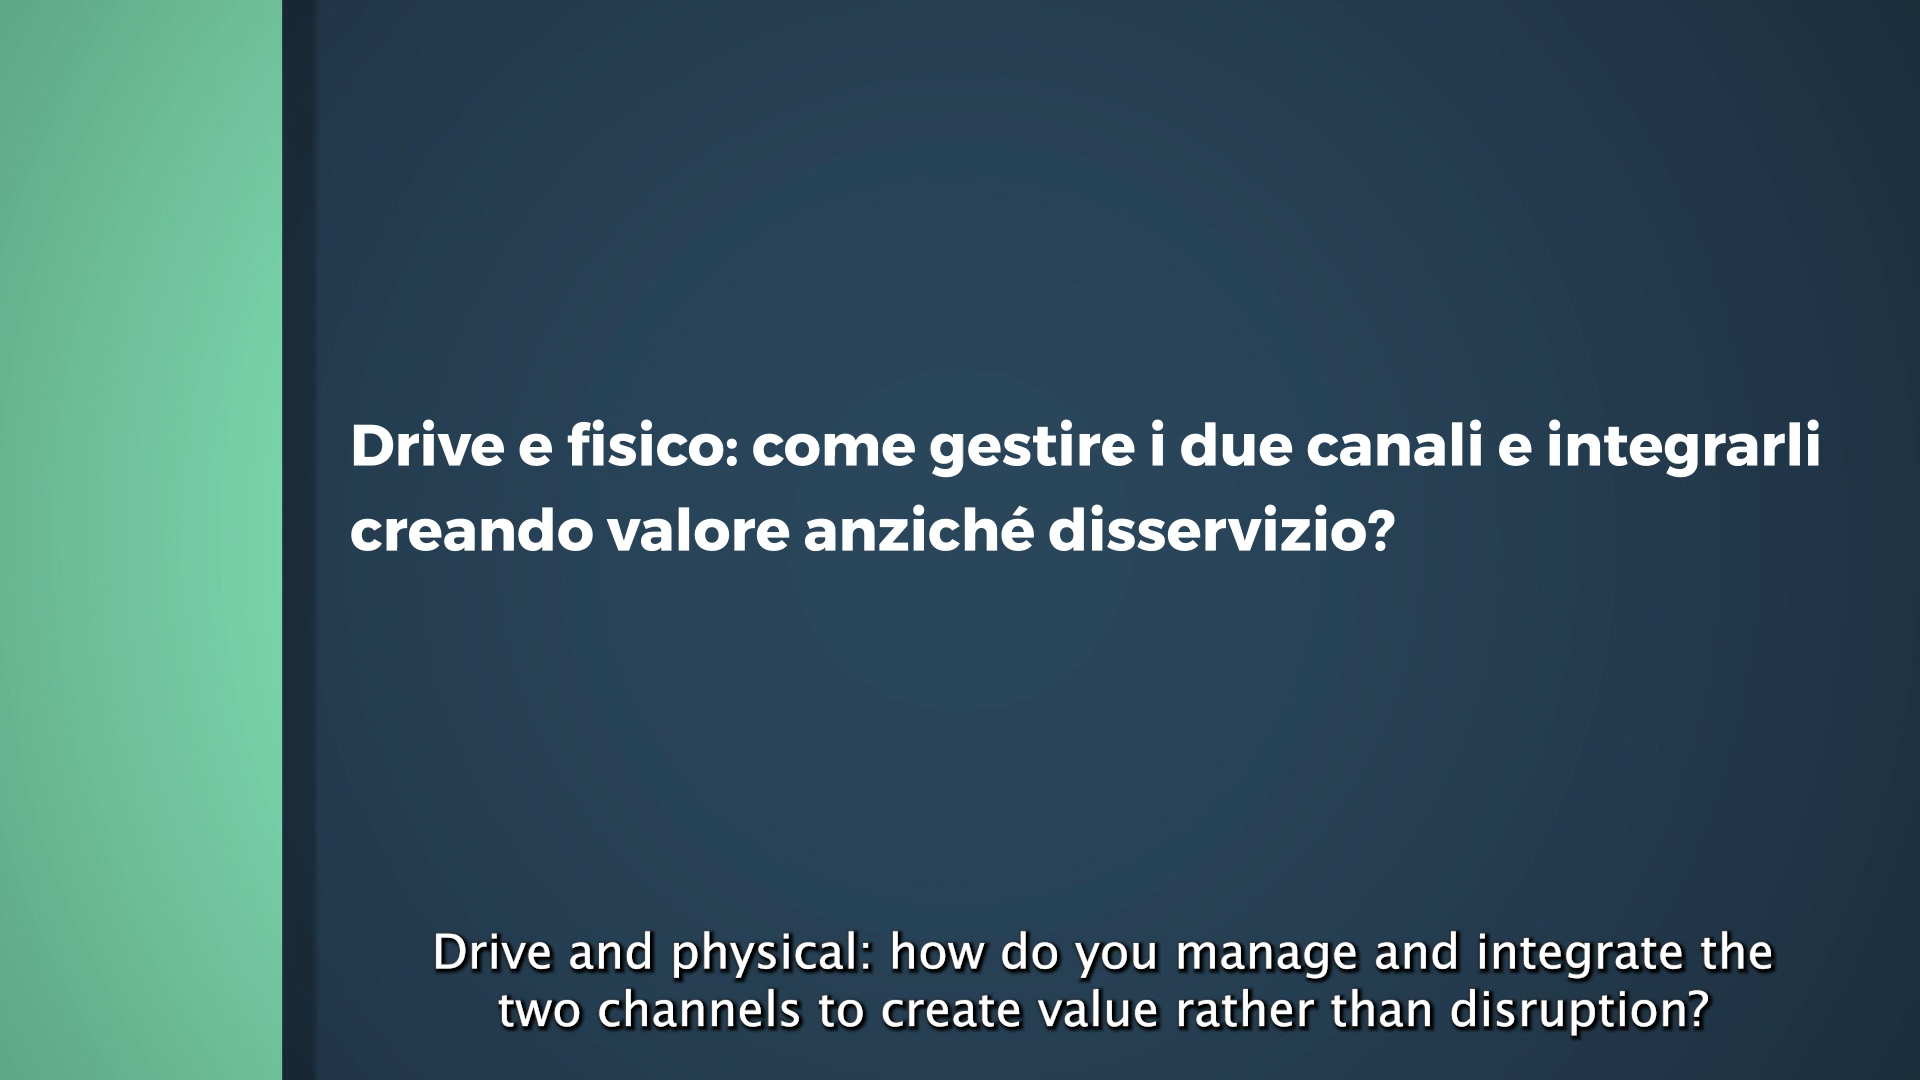 Drive e fisico: come gestire i due canali e integrarli
creando valore anziché disservizio?
Drive and physical: how do you manage and integrate the
two channels to create value rather than disruption?